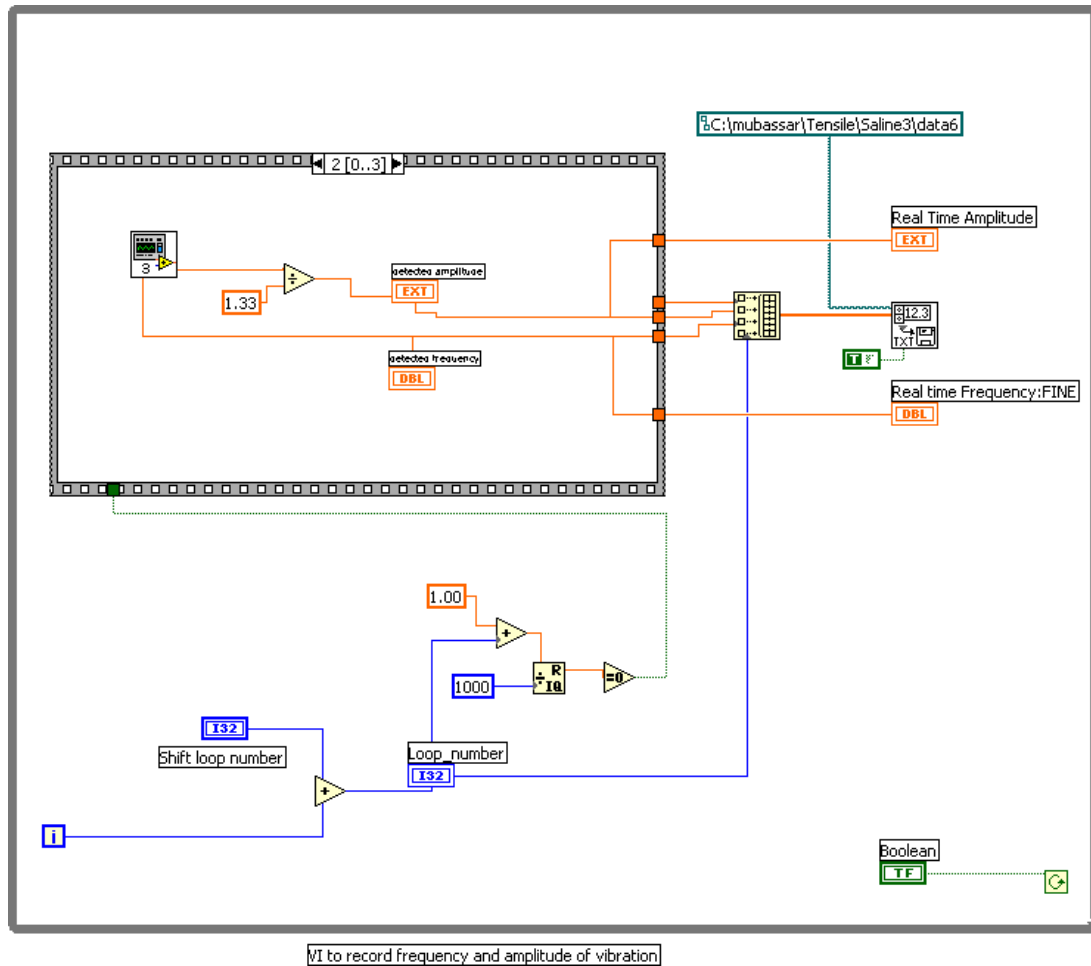 C:\mubassar\Tensile\Saline3\data6
2 [0..3]
Real Time Amplitude
EXT
3
detected amplitude
EXT
1.33
12.3
TXT
T F
detected frequency
DBL
Real time Frequency:FINE
DBL
1.00
R
IQ
=0
1000
I32
Shift loop number
Loop_number
I32
i
Boolean
TF
VI to record frequency and amplitude of vibration